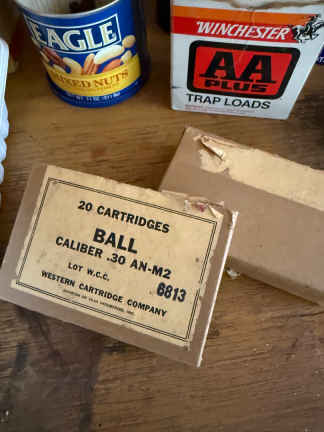 EAGLE
MIXED NUTS
WINCHESTER
AA
PLUS
TRAP LOADS
20 CARTRIDGES
BALL
CALIBER .30 AN-M2
LOT W.C.C. 6813
WESTERN CARTRIDGE COMPANY